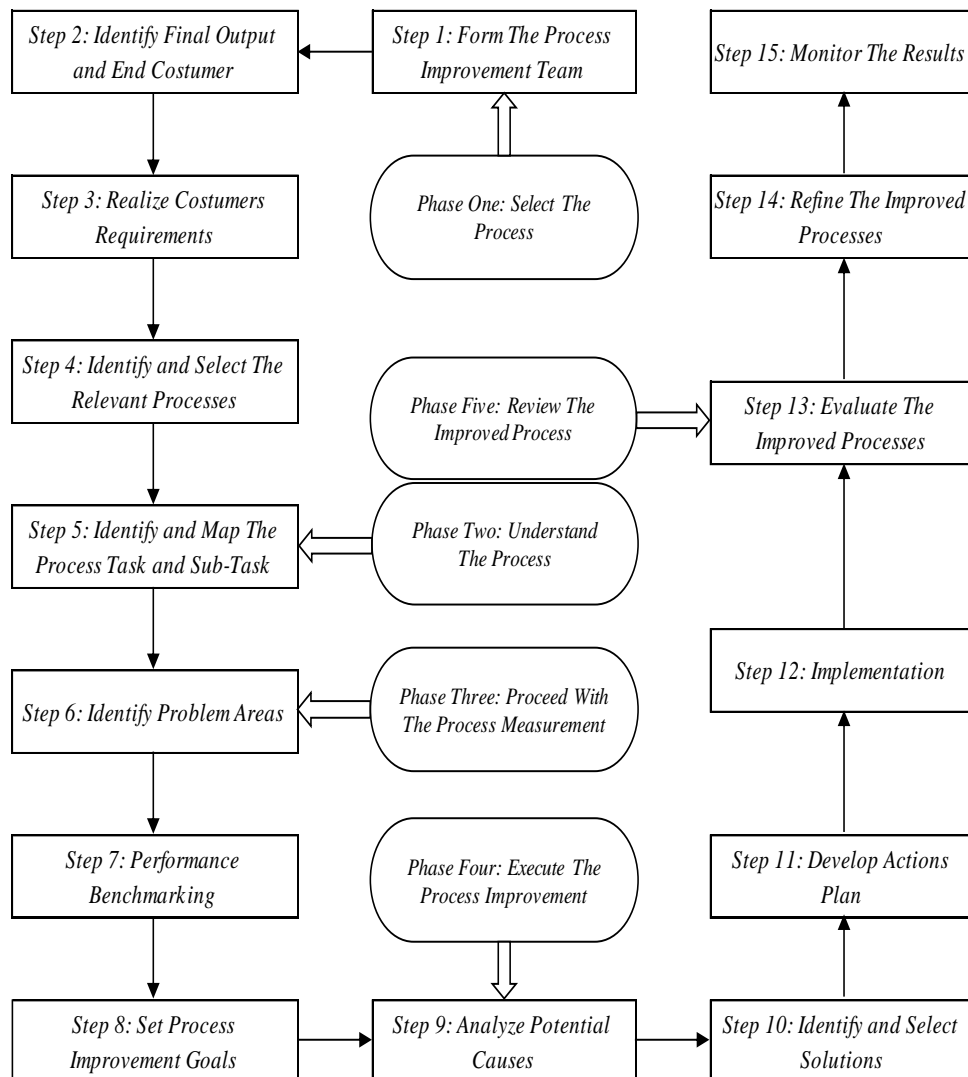 Step 2: Identify Final Output
and End Costumer
Step 1: Form The Process
Improvement Team
Step 15: Monitor The Results
Step 3: Realize Costumers
Requirements
Phase One: Select The
Process
Step 14: Refine The Improved
Processes
Step 4: Identify and Select The
Relevant Processes
Phase Five: Review The
Improved Process
Step 13: Evaluate The
Improved Processes
Step 5: Identify and Map The
Process Task and Sub-Task
Phase Two: Understand
The Process
Step 6: Identify Problem Areas
Phase Three: Proceed With
The Process Measurement
Step 12: Implementation
Step 7: Performance
Benchmarking
Phase Four: Execute The
Process Improvement
Step 11: Develop Actions
Plan
Step 8: Set Process
Improvement Goals
Step 9: Analyze Potential
Causes
Step 10: Identify and Select
Solutions